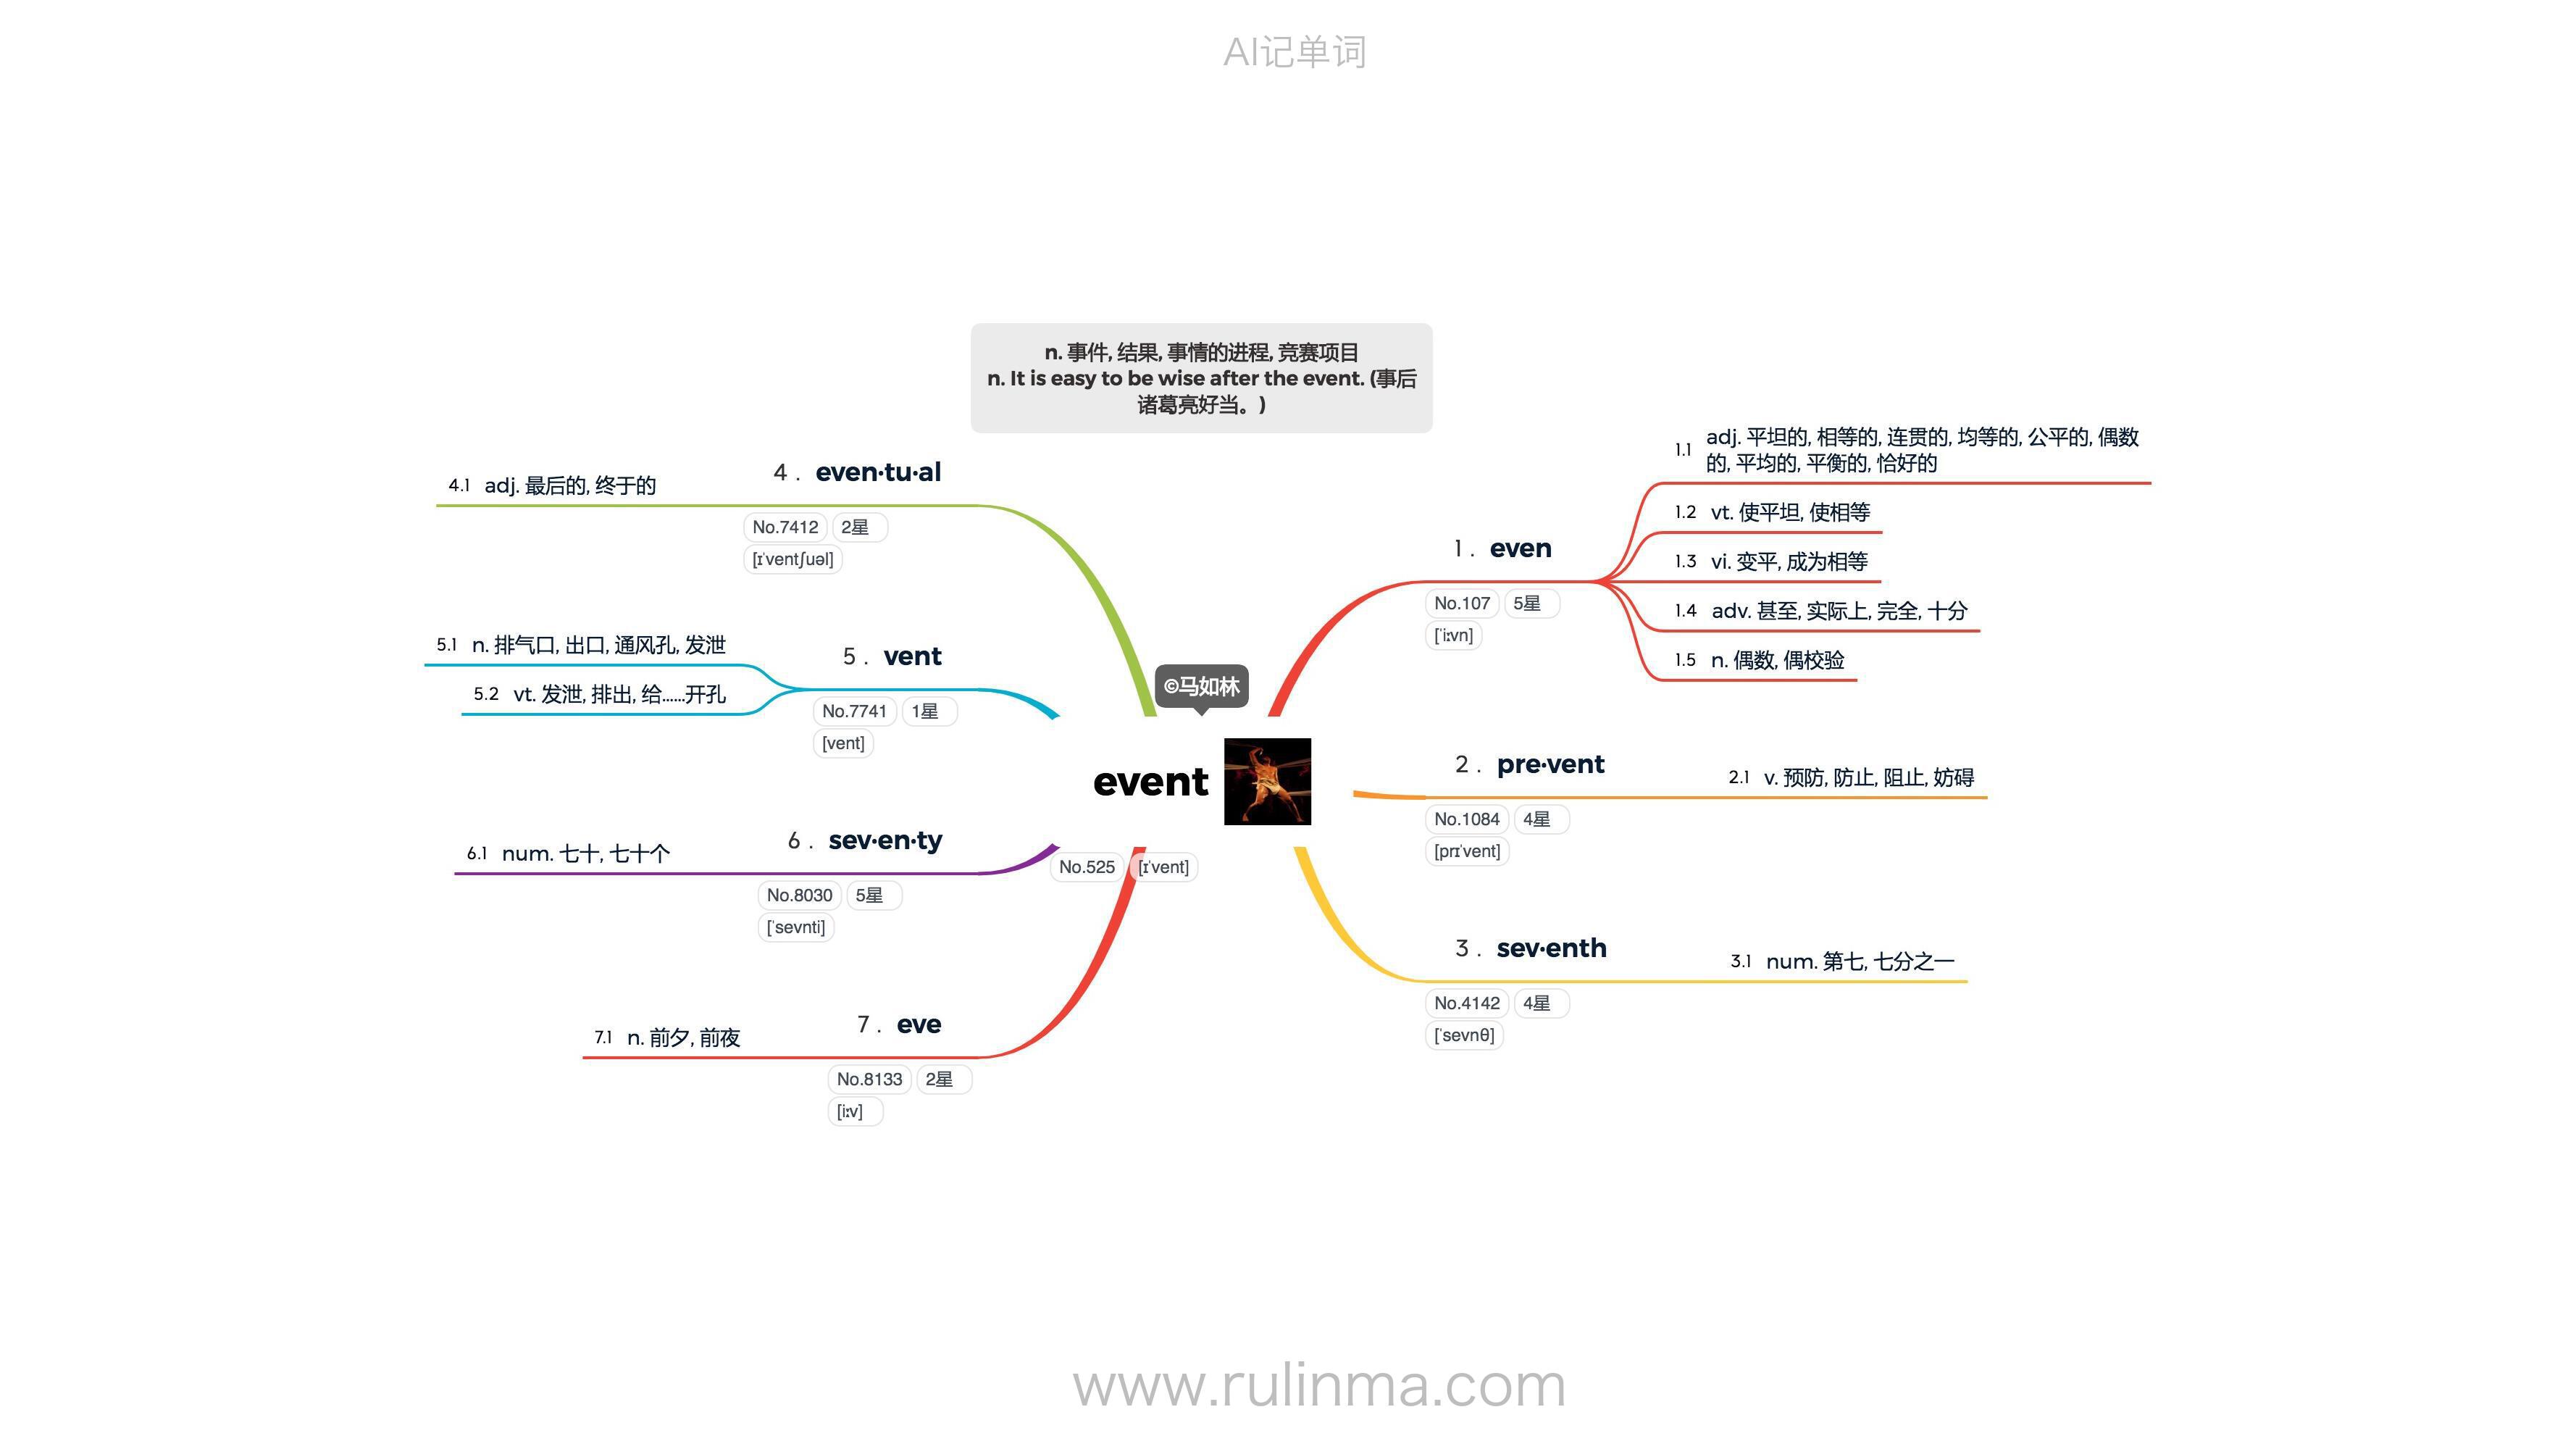 AI记单词
n. 事件, 结果, 事情的进程, 竞赛项目
n. It is easy to be wise after the event. (事后
诸葛亮好当。)
©马如林
event
No.525 [ɪˈvent]
1 . even
No.107 5星
[ˈiːvn]
1.1 adj. 平坦的, 相等的, 连贯的, 均等的, 公平的, 偶数
的, 平均的, 平衡的, 恰好的
1.2 vt. 使平坦, 使相等
1.3 vi. 变平, 成为相等
1.4 adv. 甚至, 实际上, 完全, 十分
1.5 n. 偶数, 偶校验
2 . pre·vent
No.1084 4星
[prɪˈvent]
2.1 v. 预防, 防止, 阻止, 妨碍
3 . sev·enth
No.4142 4星
[ˈsevnθ]
3.1 num. 第七, 七分之一
4 . even·tu·al
No.7412 2星
[ɪˈventʃuəl]
4.1 adj. 最后的, 终于的
5 . vent
No.7741 1星
[vent]
5.1 n. 排气口, 出口, 通风孔, 发泄
5.2 vt. 发泄, 排出, 给……开孔
6 . sev·en·ty
No.8030 5星
[ˈsevnti]
6.1 num. 七十, 七十个
7 . eve
No.8133 2星
[iːv]
7.1 n. 前夕, 前夜
www.rulinma.com